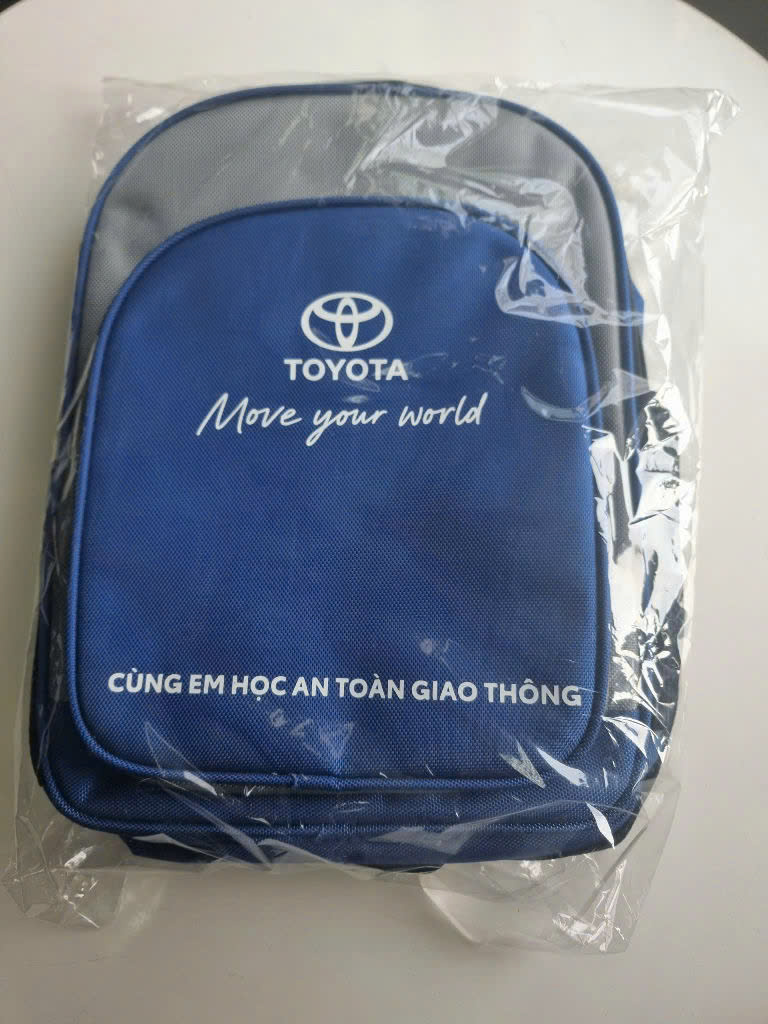 TOYOTA
Move your world
CÙNG EM HỌC AN TOÀN GIAO THÔNG